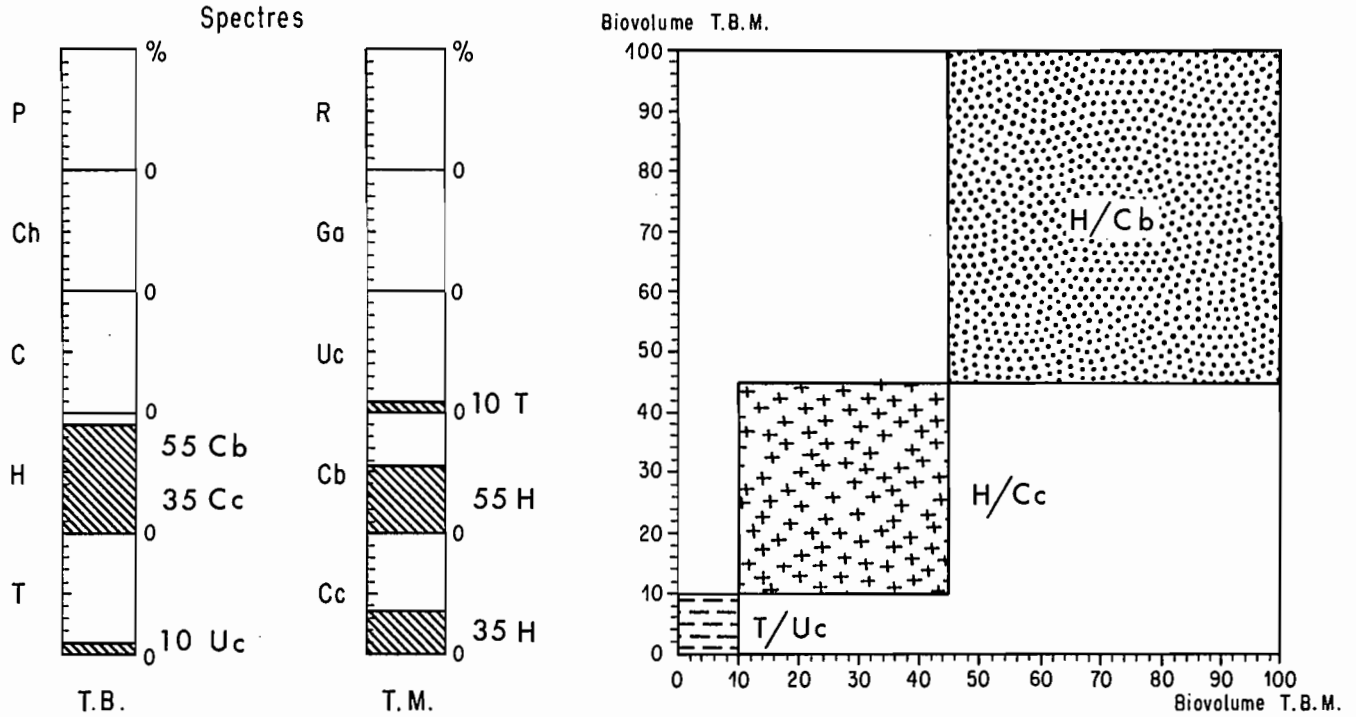 Spectres
%
P
0
Ch
0
C
0
55 Cb
H
35 Cc
0
T
10 Uc
0
T.B.
%
R
0
Ga
0
Uc
10 T
0
Cb
55 H
0
Cc
35 H
0
T.M.
Biovolume T.B.M.
100
90
80
70
60
50
40
30
20
10
0
H/Cb
H/Cc
T/Uc
0 10 20 30 40 50 60 70 80 90 100
Biovolume T.B.M.